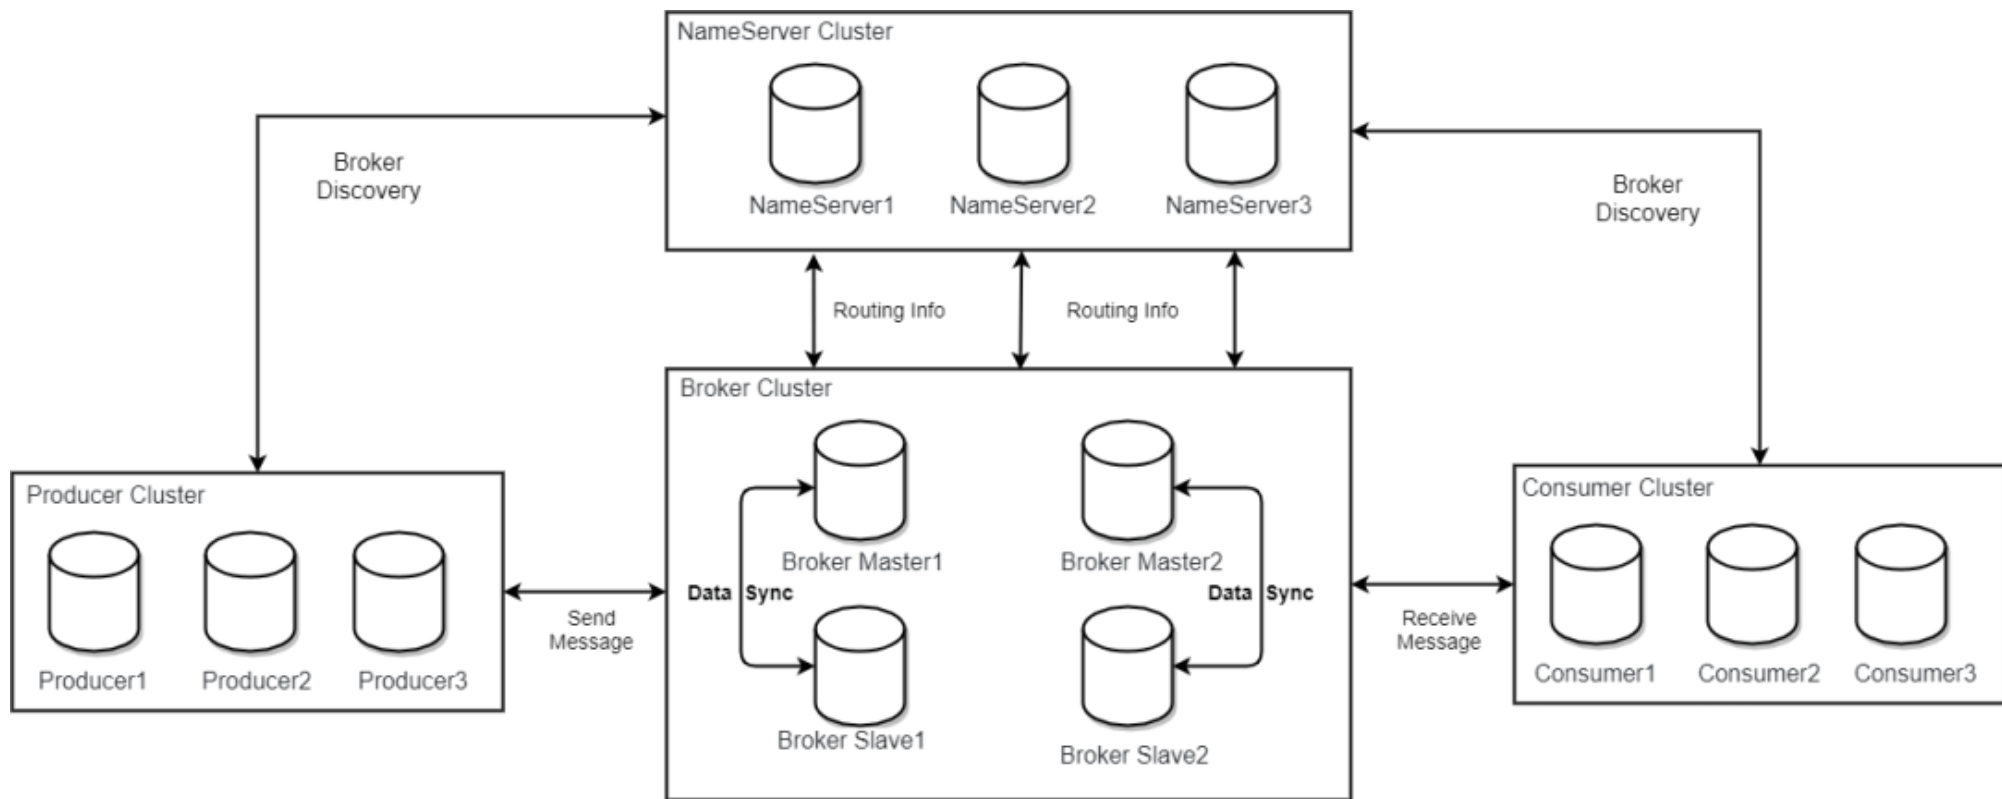 NameServer Cluster
NameServer1
NameServer2
NameServer3
Broker
Discovery
Broker
Discovery
Routing Info
Routing Info
Broker Cluster
Broker Master1
Broker Master2
Data Sync
Data Sync
Broker Slave1
Broker Slave2
Producer Cluster
Producer1
Producer2
Producer3
Send
Message
Receive
Message
Consumer Cluster
Consumer1
Consumer2
Consumer3